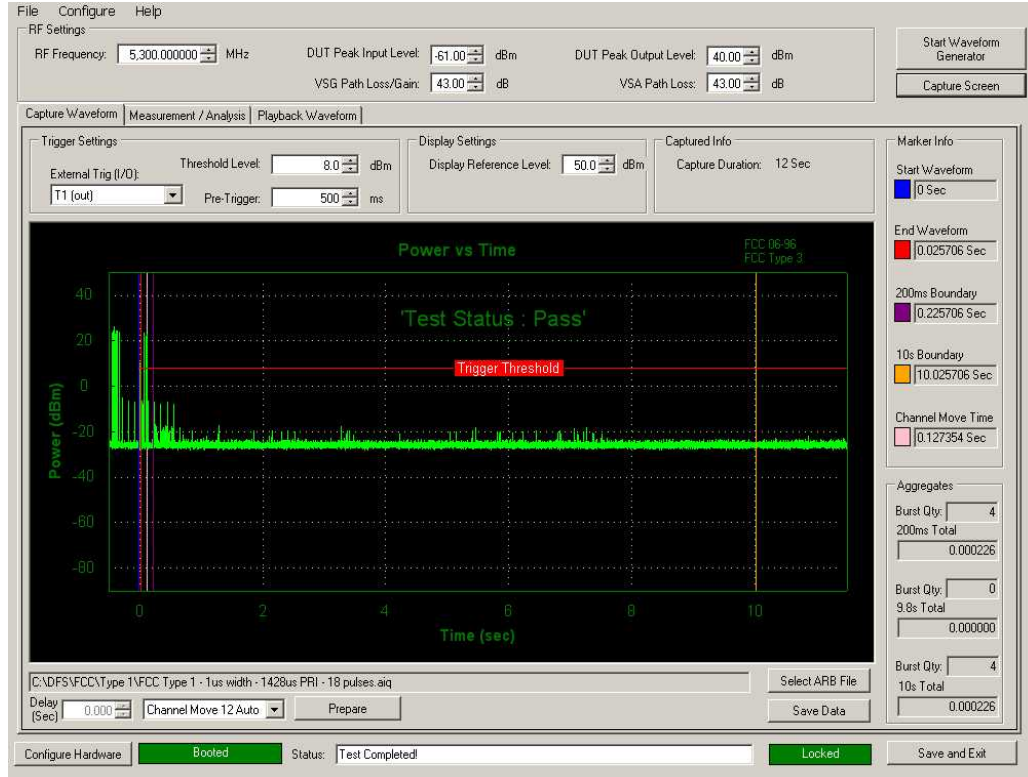 File Configure Help
RF Settings
RF Frequency: 5,300.000000 MHz
DUT Peak Input Level: -61.00 dBm
DUT Peak Output Level: 40.00 dBm
VSG Path Loss/Gain: 43.00 dB
VSA Path Loss: 43.00 dB
Start Waveform
Generator
Capture Screen
Capture Waveform Measurement / Analysis Playback Waveform
Trigger Settings
External Trig (I/O):
T1 (out)
Threshold Level: 8.0 dBm
Pre-Trigger: 500 ms
Display Settings
Display Reference Level: 50.0 dBm
Captured Info
Capture Duration: 12 Sec
Marker Info
Start Waveform
0 Sec
End Waveform
0.025706 Sec
200ms Boundary
0.225706 Sec
10s Boundary
10.025706 Sec
Channel Move Time
0.127354 Sec
Power vs Time
FCC 06-96
FCC Type 3
'Test Status : Pass'
Trigger Threshold
Power (dBm)
40
20
0
-20
-40
-60
-80
0 2 4 6 8 10
Time (sec)
Aggregates
Burst Qty: 4
200ms Total
0.000226
Burst Qty: 0
9.8s Total
0.000000
Burst Qty: 4
10s Total
0.000226
C:\DFS\FCC\Type 1\FCC Type 1 - 1us width - 1428us PRI - 18 pulses.aiq
Select ARB File
Delay
(Sec) 0.000 Channel Move 12 Auto Prepare
Save Data
Configure Hardware Booted Status: Test Completed! Locked Save and Exit